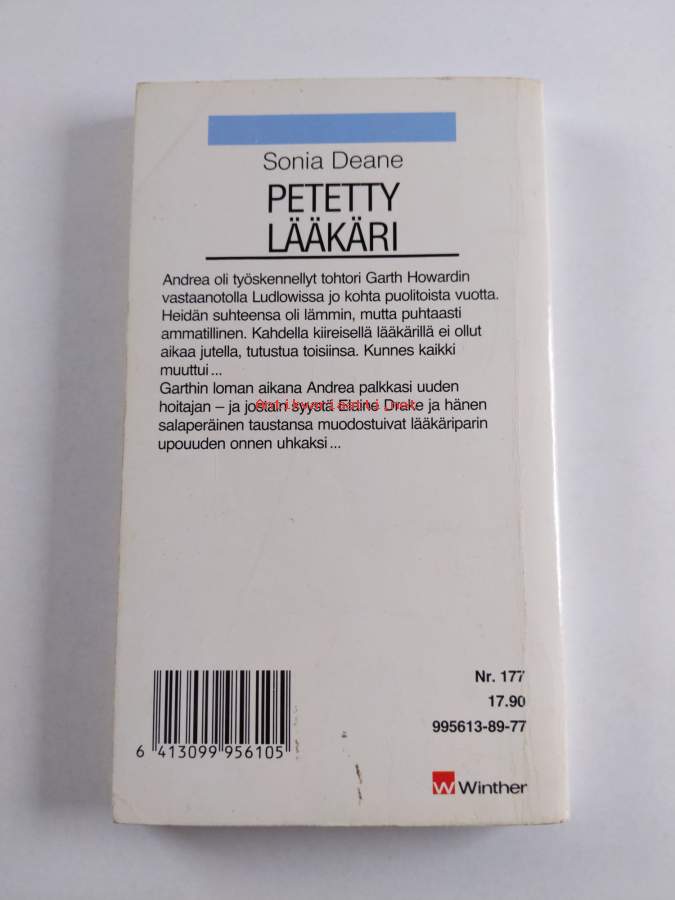 Sonia Deane
PETETTY
LÄÄKÄRI
Andrea oli työskennellyt tohtori Garth Howardin
vastaanotolla Ludlowissa jo kohta puolitoista vuotta.
Heidän suhteensa oli lämmin, mutta puhtaasti
ammatillinen. Kahdella kiireisellä lääkärillä ei ollut
aikaa jutella, tutustua toisiinsa. Kunnes kaikki
muuttui...
Garthin loman aikana Andrea palkkasi uuden
hoitajan – ja jostain syystä Elaine Drake ja hänen
salaperäinen taustansa muodostuivat lääkäriparin
upouuden onnen uhkaksi...
Nr. 177
17.90
995613-89-77
6 413099 956105
W Winther